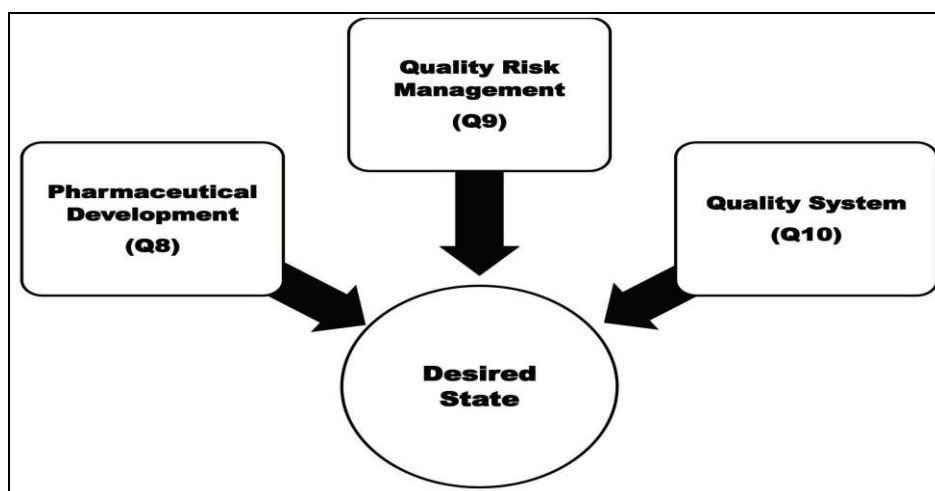 Quality Risk
Management
(Q9)
Pharmaceutical
Development
(Q8)
Quality System
(Q10)
Desired
State